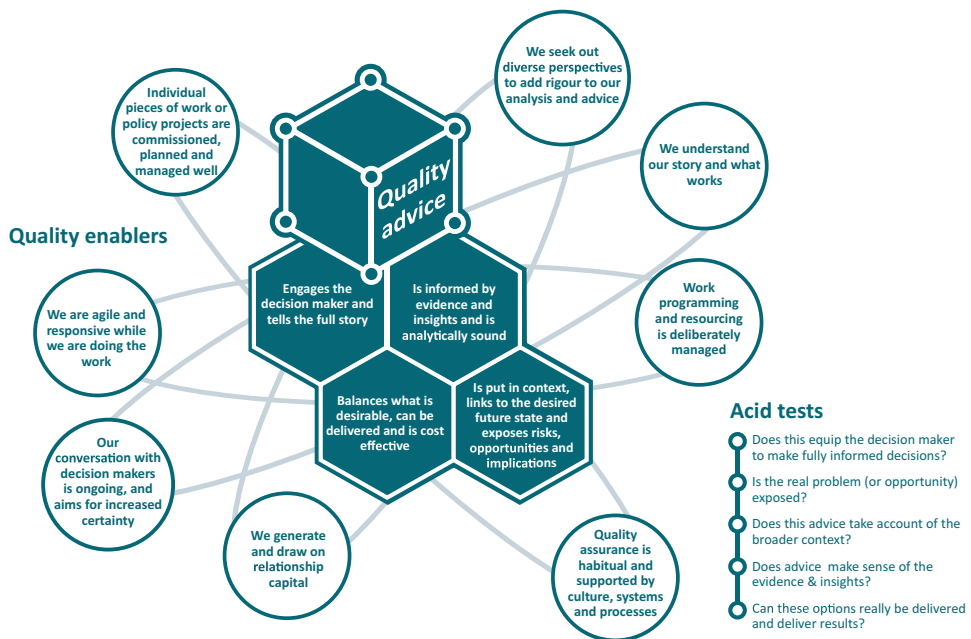 We seek out
diverse perspectives
to add rigour to our
analysis and advice
Individual
pieces of work or
policy projects are
commissioned,
planned and
managed well
We understand
our story and what
works
Quality
advice
Quality enablers
Engages the
decision maker and
tells the full story
Is informed by
evidence and
insights and is
analytically sound
Work
programming
and resourcing
is deliberately
managed
We are agile and
responsive while
we are doing the
work
Balances what is
desirable, can be
delivered and is cost
effective
Is put in context,
links to the desired
future state and
exposes risks,
opportunities and
implications
Our
conversation with
decision makers
is ongoing, and
aims for increased
certainty
We generate
and draw on
relationship
capital
Quality
assurance is
habitual and
supported by
culture, systems
and processes
Acid tests
Does this equip the decision maker
to make fully informed decisions?
Is the real problem (or opportunity)
exposed?
Does this advice take account of the
broader context?
Does advice  make sense of the
evidence & insights?
Can these options really be delivered
and deliver results?